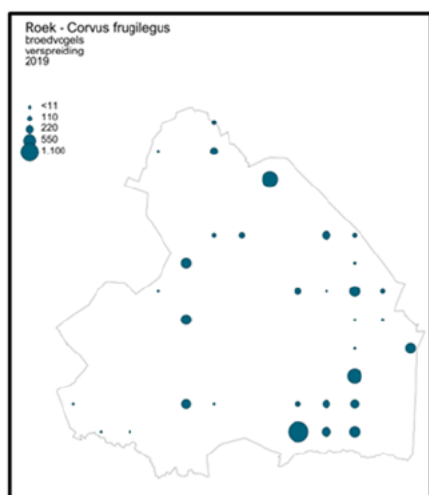 Roek - Corvus frugilegus
broedvogels
verspreiding
2019
<11
110
220
550
1.100